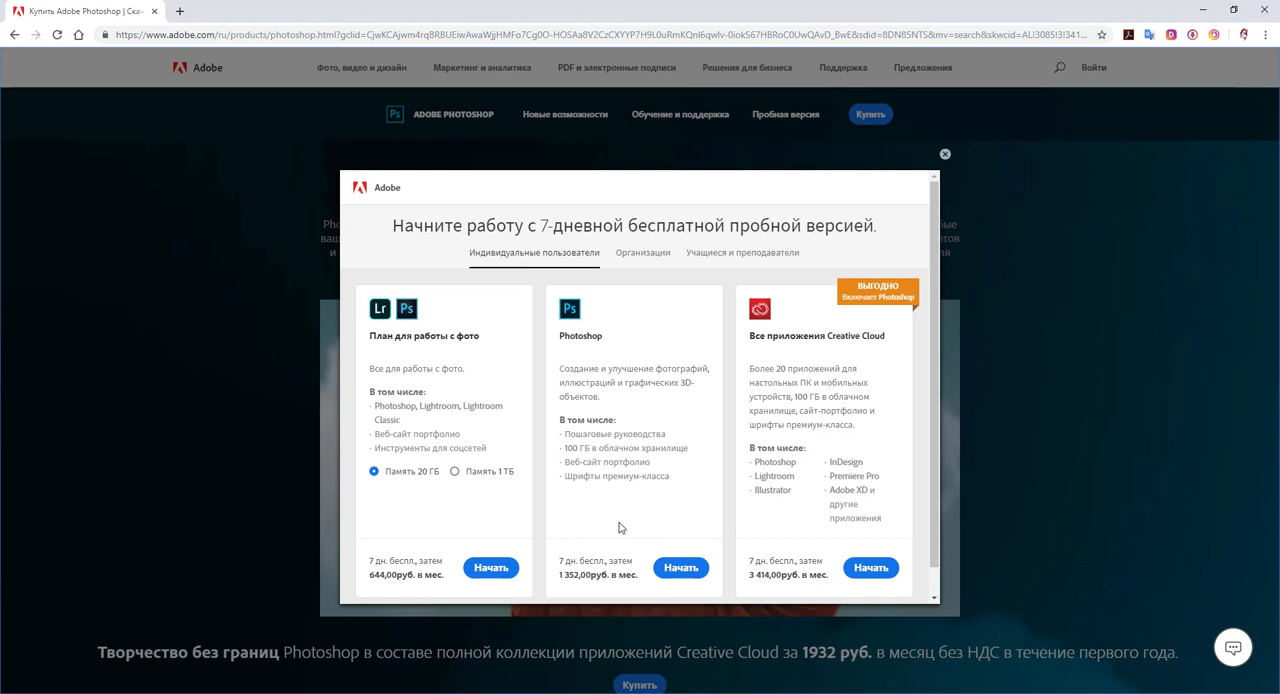 Купить Adobe Photoshop | Скач
https://www.adobe.com/ru/products/photoshop.html?gclid=CjwKCAjwm4rqBRBUEiwAwaWjjHMFo7Cg0O-HOSAa8V2CzCXYYP7H9L0uRmKQnI6qwlv-0iokS67HBRoC0UwQAvD_BwE&sdid=8DN85NTS&mv=search&skwcid=AL!3085!3!341...
Adobe Фото, видео и дизайн Маркетинг и аналитика PDF и электронные подписи Решения для бизнеса Поддержка Предложения Войти
Ps ADOBE PHOTOSHOP Новые возможности Обучение и поддержка Пробная версия Купить
Adobe
Начните работу с 7-дневной бесплатной пробной версией.
Индивидуальные пользователи Организации Учащиеся и преподаватели
Lr Ps
План для работы с фото
Все для работы с фото.
В том числе:
· Photoshop, Lightroom, Lightroom
Classic
· Веб-сайт портфолио
· Инструменты для соцсетей
Память 20 ГБ Память 1 ТБ
7 дн. беспл., затем
644,00руб. в мес.
Начать
Ps
Photoshop
Создание и улучшение фотографий,
иллюстраций и графических 3D-
объектов.
В том числе:
· Пошаговые руководства
· 100 ГБ в облачном хранилище
· Веб-сайт портфолио
· Шрифты премиум-класса
7 дн. беспл., затем
1 352,00руб. в мес.
Начать
ВЫГОДНО
Включает Photoshop
Все приложения Creative Cloud
Более 20 приложений для
настольных ПК и мобильных
устройств, 100 ГБ в облачном
хранилище, сайт-портфолио и
шрифты премиум-класса.
В том числе:
· Photoshop · InDesign
· Lightroom · Premiere Pro
· Illustrator · Adobe XD и
другие
приложения
7 дн. беспл., затем
3 414,00руб. в мес.
Начать
Творчество без границ Photoshop в составе полной коллекции приложений Creative Cloud за 1932 руб. в месяц без НДС в течение первого года.
Купить